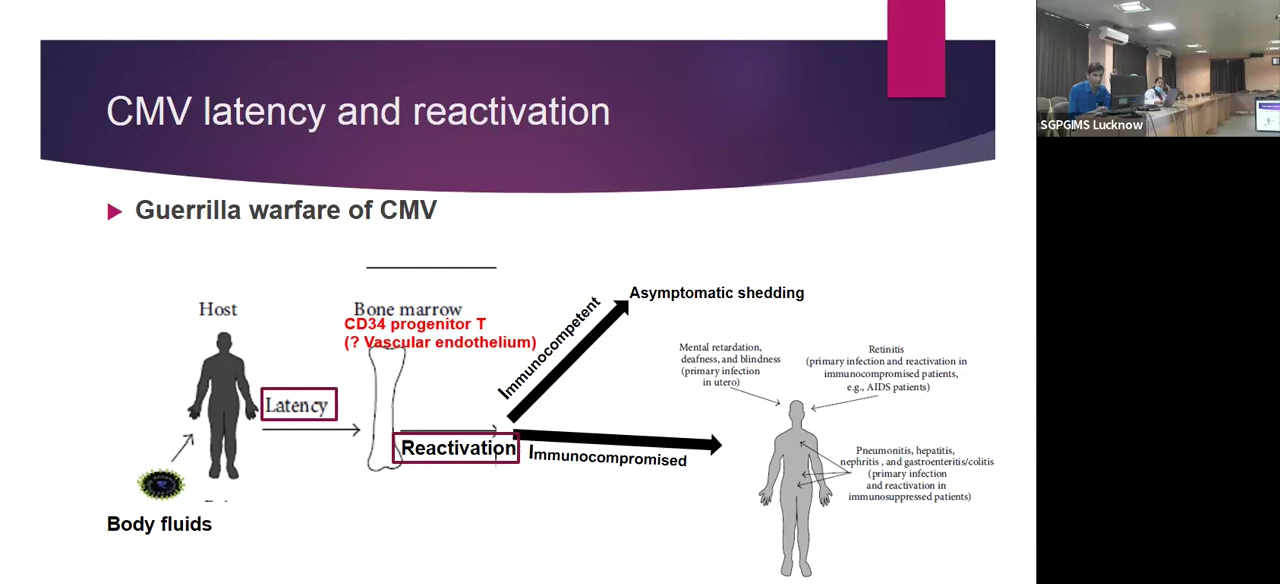 CMV latency and reactivation
SGPGIMS Lucknow
Guerrilla warfare of CMV
Host
Bone marrow
CD34 progenitor T
(? Vascular endothelium)
Latency
Reactivation
Immunocompetent
Asymptomatic shedding
Immunocompromised
Body fluids
Mental retardation,
deafness, and blindness
(primary infection
in utero)
Retinitis
(primary infection and reactivation in
immunocompromised patients,
e.g., AIDS patients)
Pneumonitis, hepatitis,
nephritis , and gastroenteritis/colitis
(primary infection
and reactivation in
immunosuppressed patients)